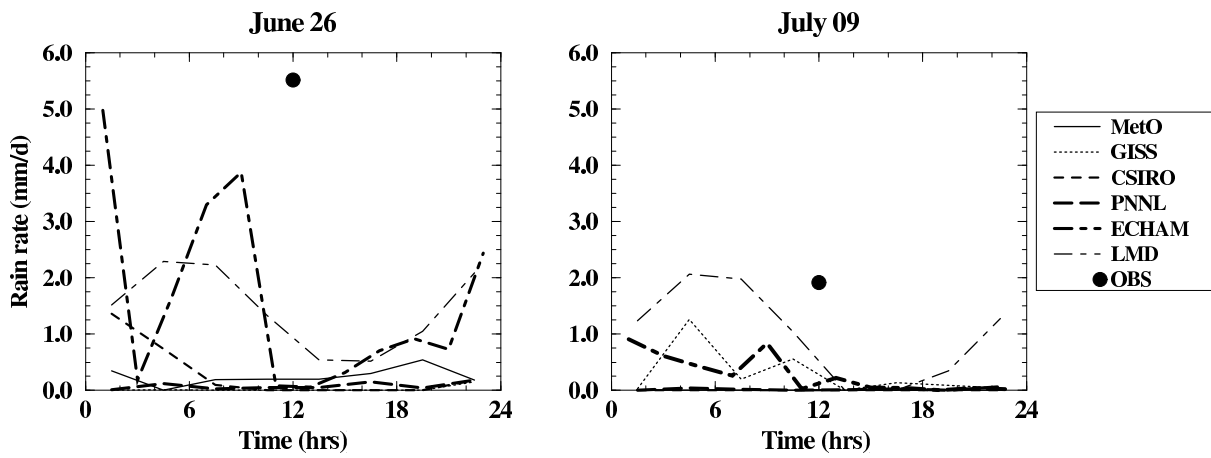 June 26
July 09
Rain rate (mm/d)
6.0
5.0
4.0
3.0
2.0
1.0
0.0
0 6 12 18 24
Time (hrs)
6.0
5.0
4.0
3.0
2.0
1.0
0.0
0 6 12 18 24
Time (hrs)
MetO
GISS
CSIRO
PNNL
ECHAM
LMD
OBS